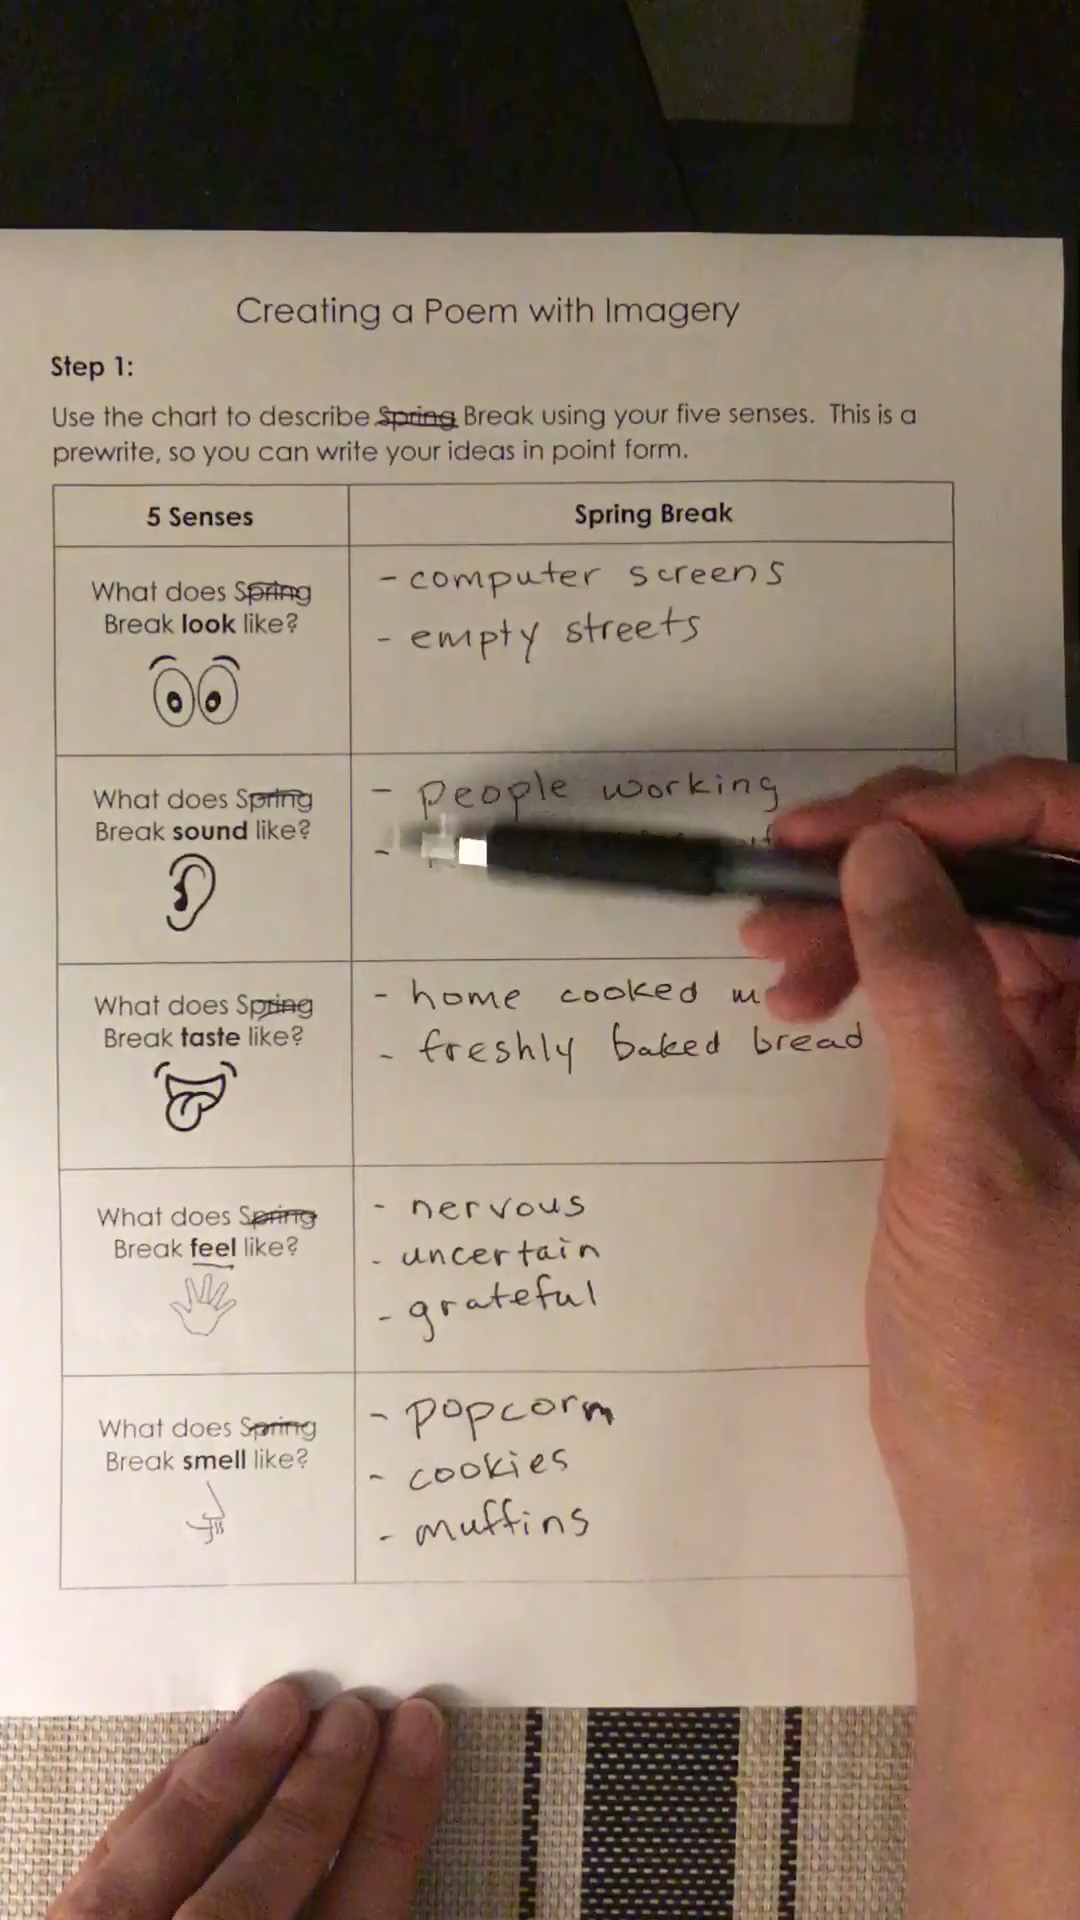 Creating a Poem with Imagery
Step 1:
Use the chart to describe Spring Break using your five senses. This is a
prewrite, so you can write your ideas in point form.
5 Senses
Spring Break
What does Spring
Break look like?
- computer screens
- empty streets
What does Spring
Break sound like?
- people working
-
What does Spring
Break taste like?
- home cooked
- freshly baked bread
What does Spring
Break feel like?
- nervous
- uncertain
- grateful
What does Spring
Break smell like?
- popcorn
- cookies
- muffins